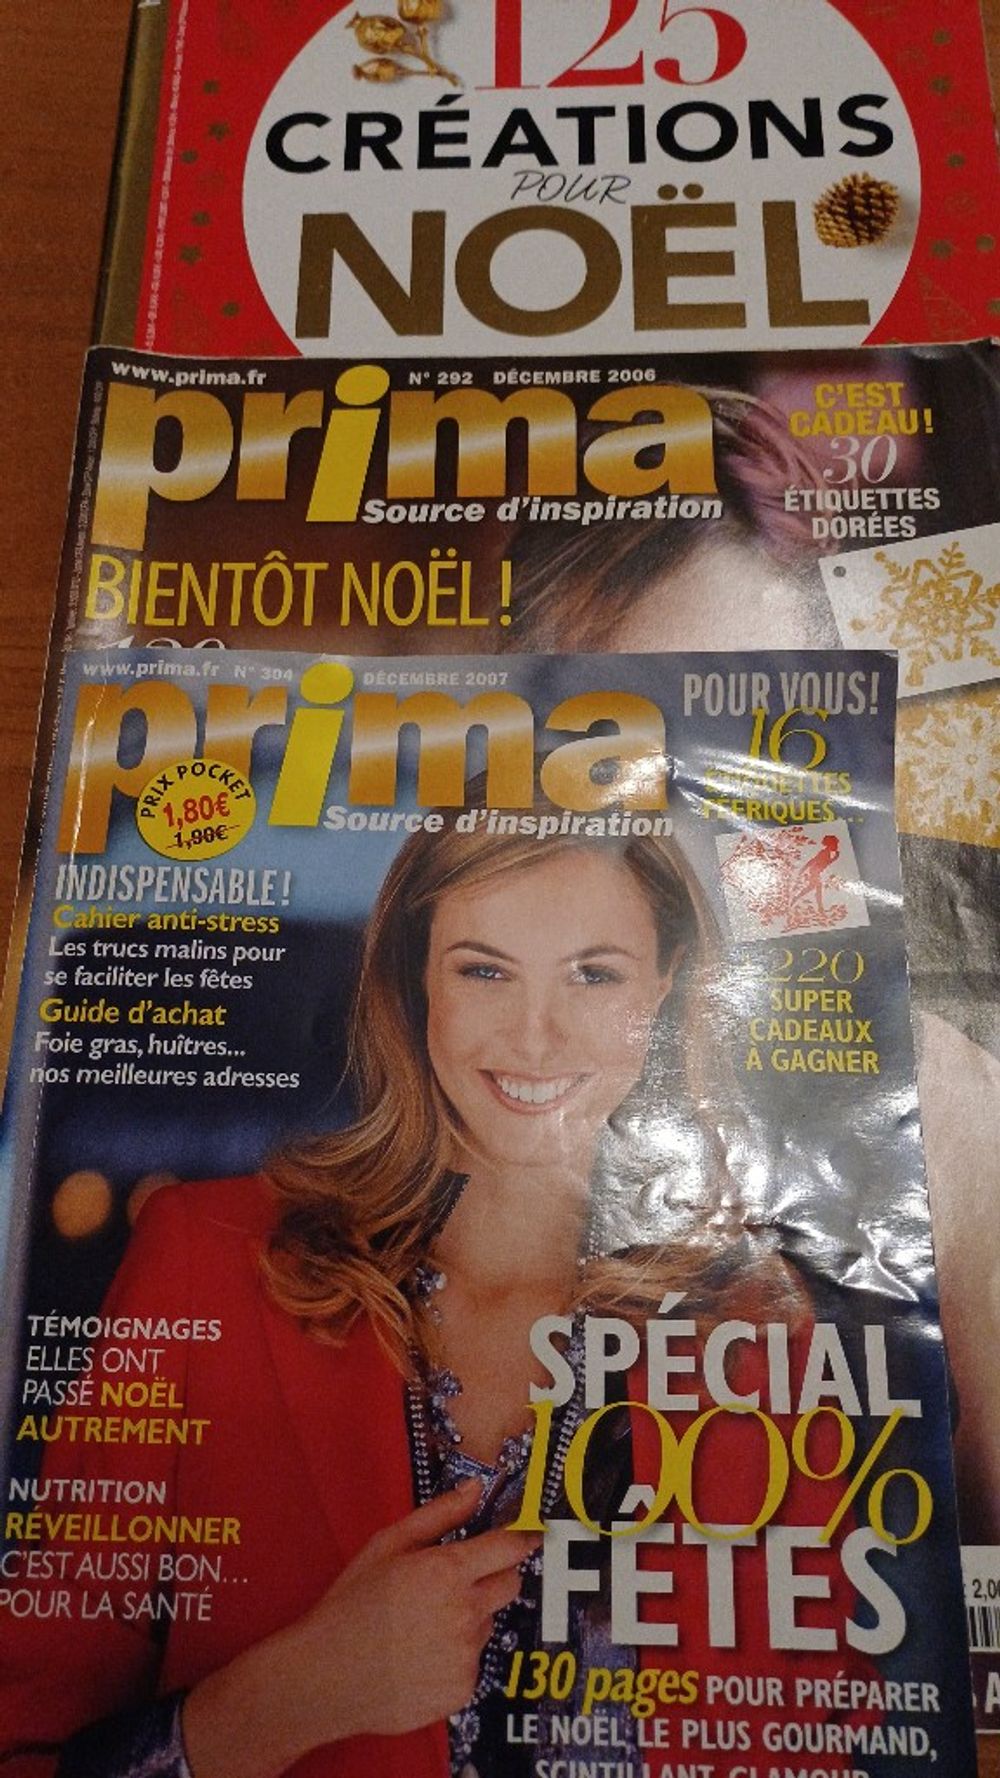 125
CRÉATIONS
POUR
NOËL
www.prima.fr
N° 292 DÉCEMBRE 2006
prima
Source d'inspiration
C'EST
CADEAU!
30
ÉTIQUETTES
DORÉES
BIENTÔT NOËL!
www.prima.fr N° 304
DÉCEMBRE 2007
prima
Source d'inspiration
PRIX POCKET
1,80€
1,90€
POUR VOUS!
16
ÉTIQUETTES
FÉERIQUES...
220
SUPER
CADEAUX
À GAGNER
INDISPENSABLE!
Cahier anti-stress
Les trucs malins pour
se faciliter les fêtes
Guide d'achat
Foie gras, huîtres...
nos meilleures adresses
TÉMOIGNAGES
ELLES ONT
PASSÉ NOËL
AUTREMENT
NUTRITION
RÉVEILLONNER
C'EST AUSSI BON...
POUR LA SANTÉ
SPÉCIAL
100%
FÊTES
130 pages POUR PRÉPARER
LE NOËL LE PLUS GOURMAND,
SCINTILLANT, GLAMOUR